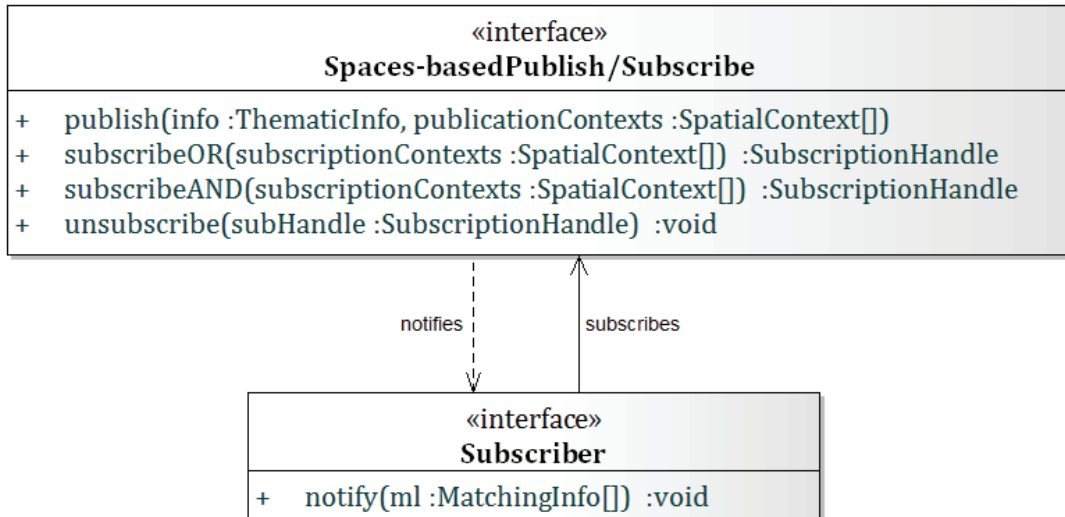 «interface»
Spaces-basedPublish/Subscribe
+ publish(info :ThematicInfo, publicationContexts :SpatialContext[])
+ subscribeOR(subscriptionContexts :SpatialContext[]) :SubscriptionHandle
+ subscribeAND(subscriptionContexts :SpatialContext[]) :SubscriptionHandle
+ unsubscribe(subHandle :SubscriptionHandle) :void
notifies subscribes
«interface»
Subscriber
+ notify(ml :MatchingInfo[]) :void